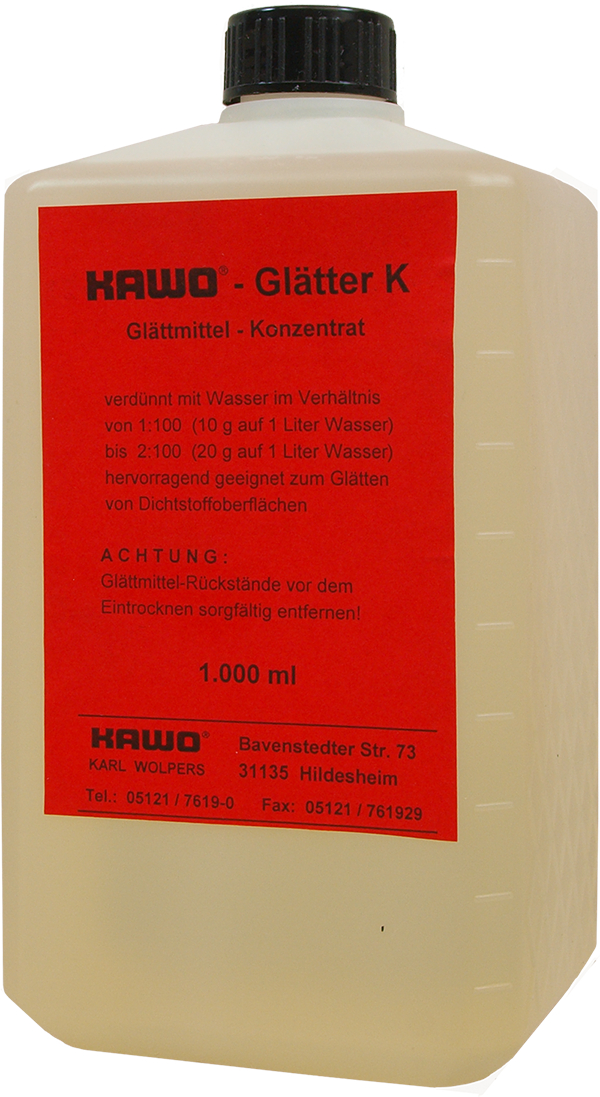 KAWO® - Glätter K
Glättmittel - Konzentrat
verdünnt mit Wasser im Verhältnis
von 1:100 (10 g auf 1 Liter Wasser)
bis 2:100 (20 g auf 1 Liter Wasser)
hervorragend geeignet zum Glätten
von Dichtstoffoberflächen
ACHTUNG:
Glättmittel-Rückstände vor dem
Eintrocknen sorgfältig entfernen!
1.000 ml
KAWO® Bavenstedter Str. 73
KARL WOLPERS 31135 Hildesheim
Tel.: 05121 / 7619-0 Fax: 05121 / 761929